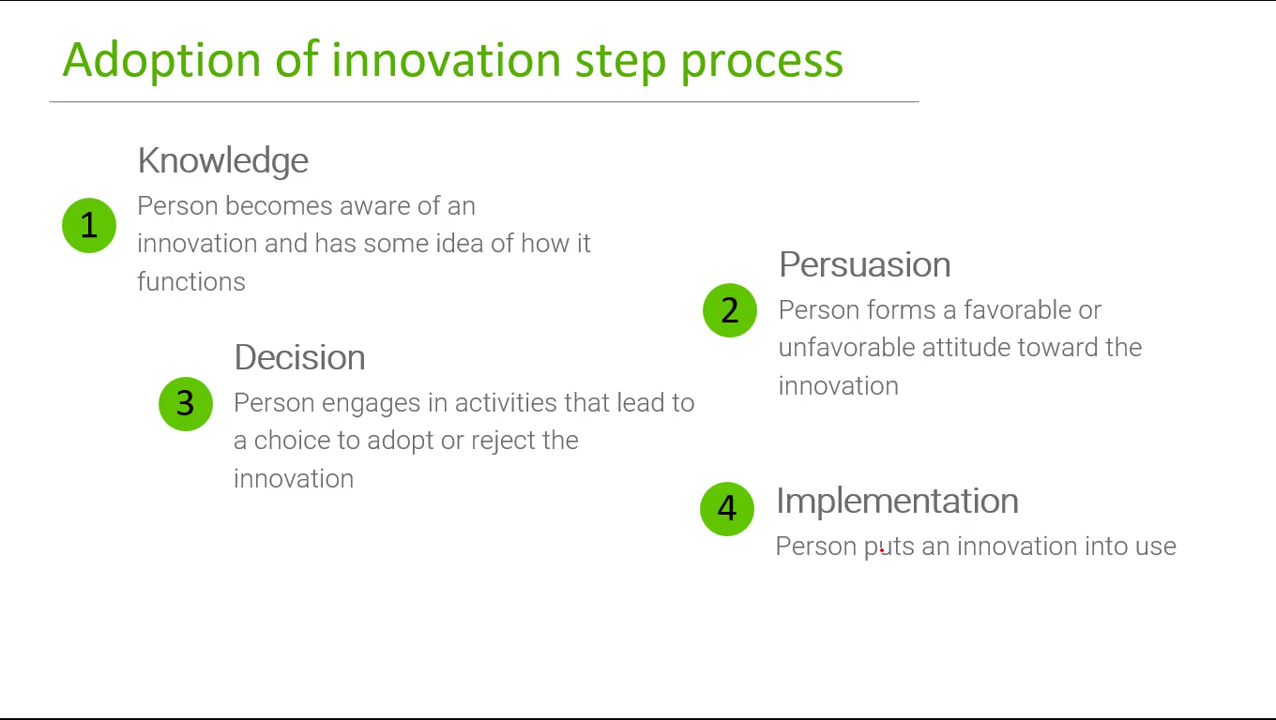 Adoption of innovation step process
Knowledge
1
Person becomes aware of an
innovation and has some idea of how it
functions
Persuasion
2
Person forms a favorable or
unfavorable attitude toward the
innovation
Decision
3
Person engages in activities that lead to
a choice to adopt or reject the
innovation
4
Implementation
Person puts an innovation into use